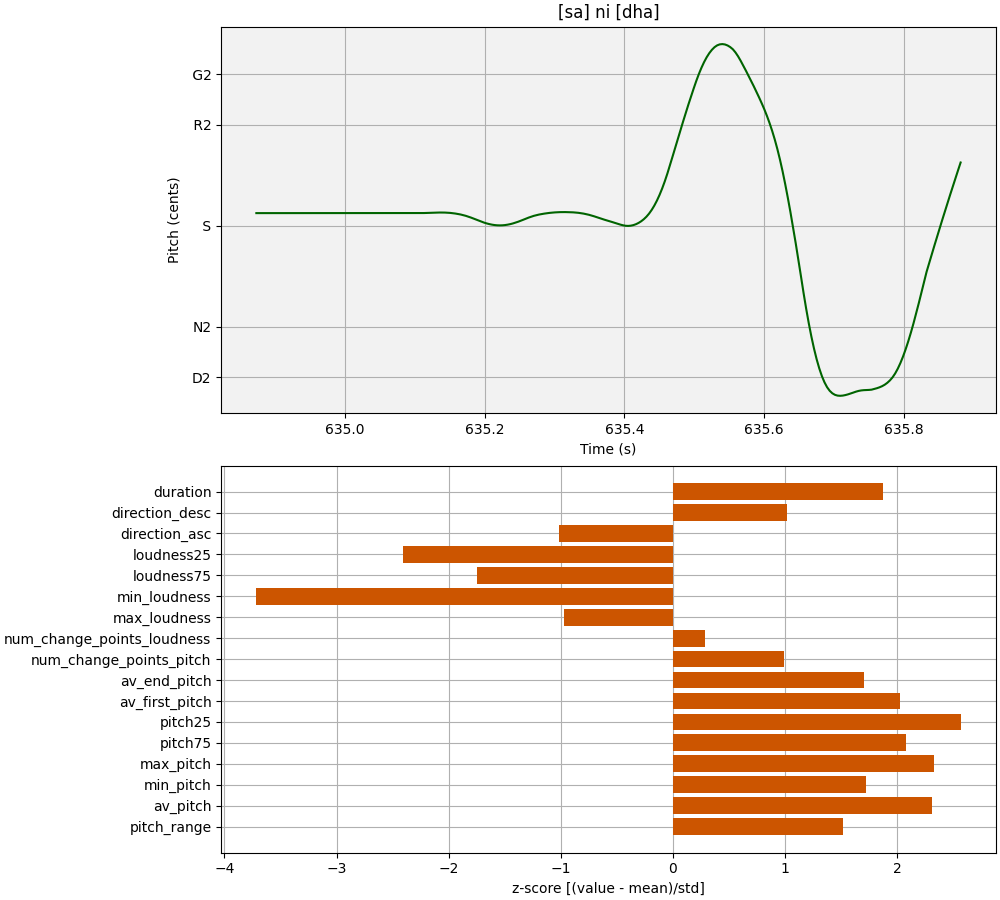 [sa] ni [dha]
G2
R2
S
N2
D2
Pitch (cents)
635.0 635.2 635.4 635.6 635.8
Time (s)
duration
direction_desc
direction_asc
loudness25
loudness75
min_loudness
max_loudness
num_change_points_loudness
num_change_points_pitch
av_end_pitch
av_first_pitch
pitch25
pitch75
max_pitch
min_pitch
av_pitch
pitch_range
−4 −3 −2 −1 0 1 2
z-score [(value - mean)/std]